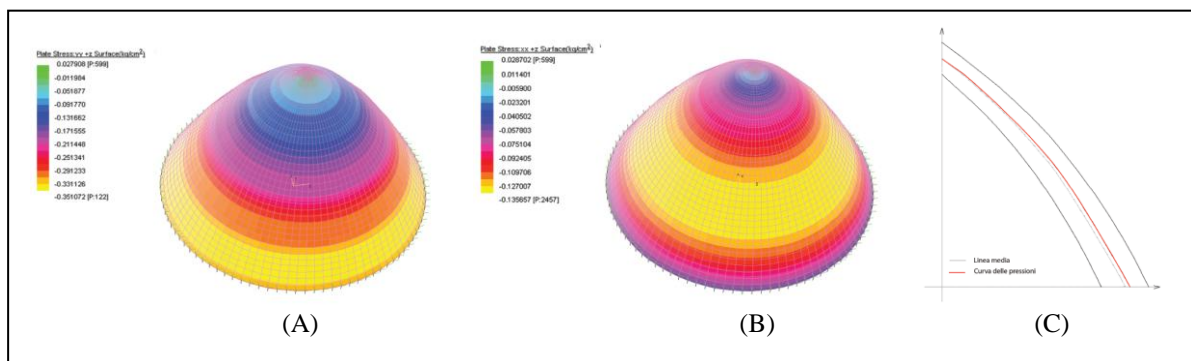 Plate Stress:yy +z Surface(kg/cm²)
0.027908 [P:599]
-0.011984
-0.051877
-0.091770
-0.131662
-0.171555
-0.211448
-0.251341
-0.291233
-0.331126
-0.351072 [P:122]
(A)
Plate Stress:xx +z Surface(kg/cm²)
0.028702 [P:599]
0.011401
-0.005900
-0.023201
-0.040502
-0.057803
-0.075104
-0.092405
-0.109706
-0.127007
-0.135657 [P:2457]
(B)
Linea media
Curva delle pressioni
(C)